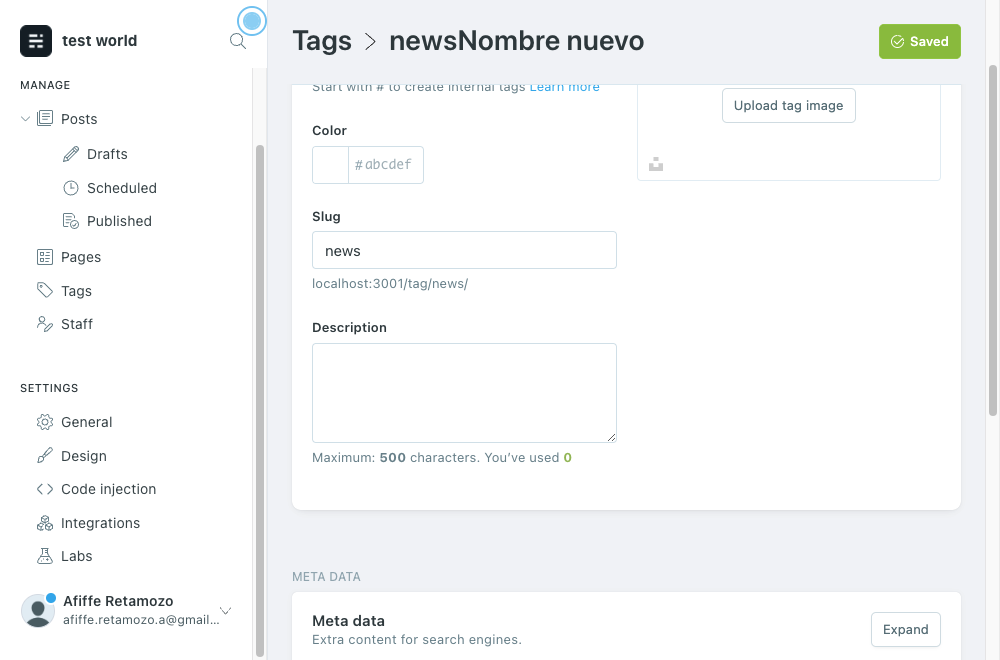 test world
MANAGE
Posts
Drafts
Scheduled
Published
Pages
Tags
Staff
SETTINGS
General
Design
Code injection
Integrations
Labs
Afiffe Retamozo
afiffe.retamozo.a@gmail...
Tags > newsNombre nuevo
Saved
Start with # to create internal tags Learn more
Upload tag image
Color
#abcdef
Slug
news
localhost:3001/tag/news/
Description
Maximum: 500 characters. You’ve used 0
META DATA
Meta data
Extra content for search engines.
Expand